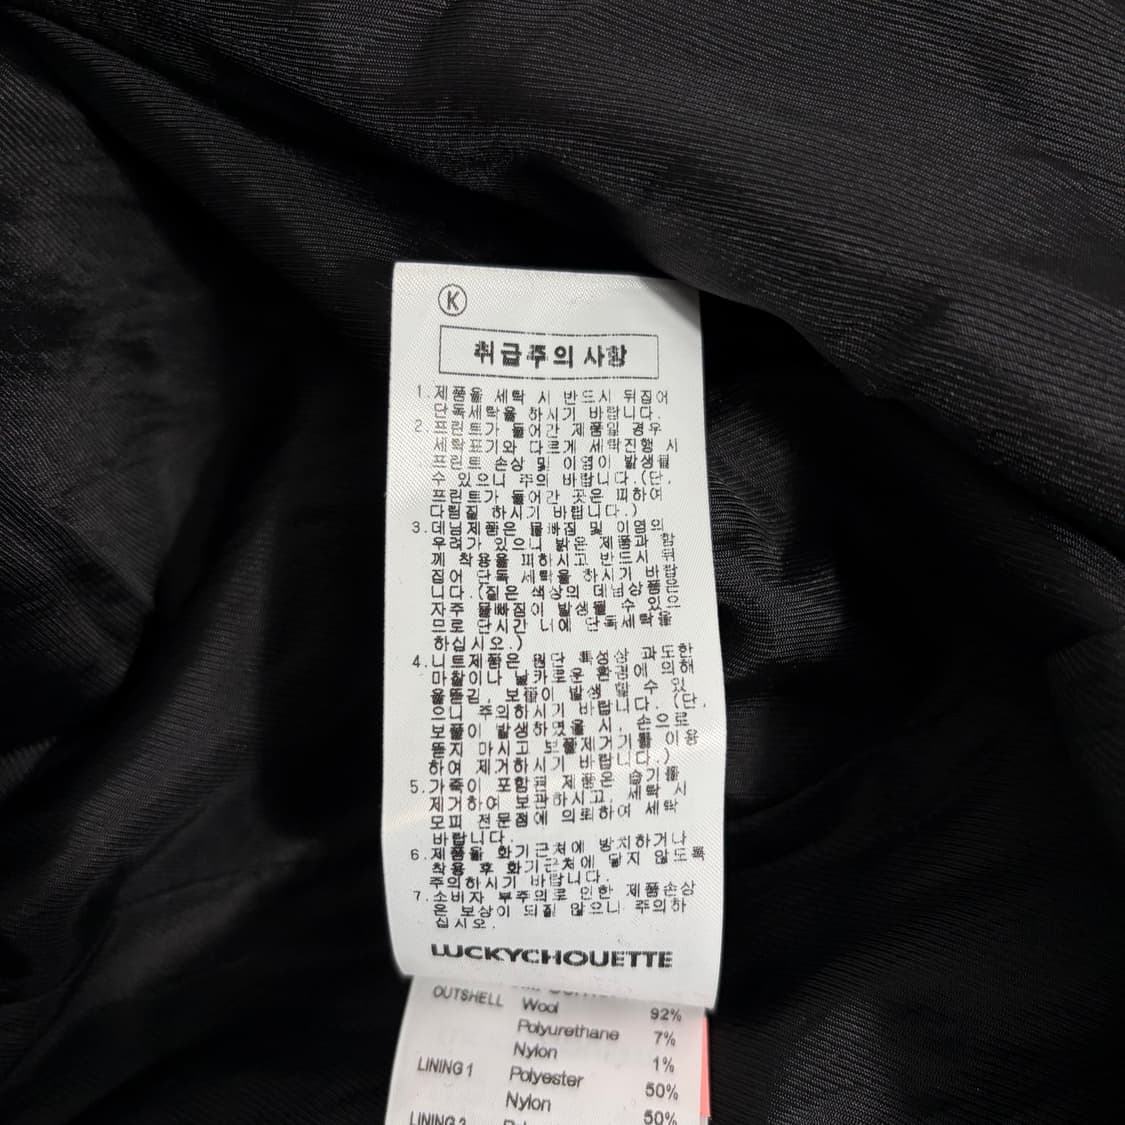 K
취급주의 사항
1.제품을 세탁 시 반드시 뒤집어
단독세탁을 하시기 바랍니다.
2.프린트가 들어간 제품일 경우
세탁표기와 다르게 세탁진행 시
프린트 손상 및 이염이 발생될
수 있으니 주의 바랍니다.(단,
프린트가 들어간 곳은 피하여
다림질 하시기 바랍니다.)
3.데님제품은 물빠짐 및 이염의
우려가 있으니 밝은 제품과 함
께 착용을 피하시고 반드시 뒤
집어 단독 세탁을 하시기 바랍
니다.(짙은 색상의 데님상품은
자주 물빠짐이 발생될 수 있으
므로 단시간 내에 단독세탁을
하십시오.)
4.니트제품은 원단 특성상 과도한
마찰이나 날카로운 환경에 의해
올뜯김, 보풀이 발생 할 수 있
으니 주의하시기 바랍니다. (단,
보풀이 발생하였을 시, 손으로
뜯지 마시고 보풀제거기를 이용
하여 제거하시기 바랍니다.)
5.가죽이 포함된 제품은 습기를
제거하여 보관하시고, 세탁 시
모피 전문점에 의뢰하여 세탁
바랍니다.
6.제품을 화기근처에 방치하거나
착용 후 화기근처에 닿지 않도록
주의하시기 바랍니다.
7.소비자 부주의로 인한 제품손상
은 보상이 되질 않으니 주의하
십시오.
LUCKYCHOUETTE
OUTSHELL Wool 92%
Polyurethane 7%
Nylon 1%
LINING 1 Polyester 50%
Nylon 50%
LINING 2